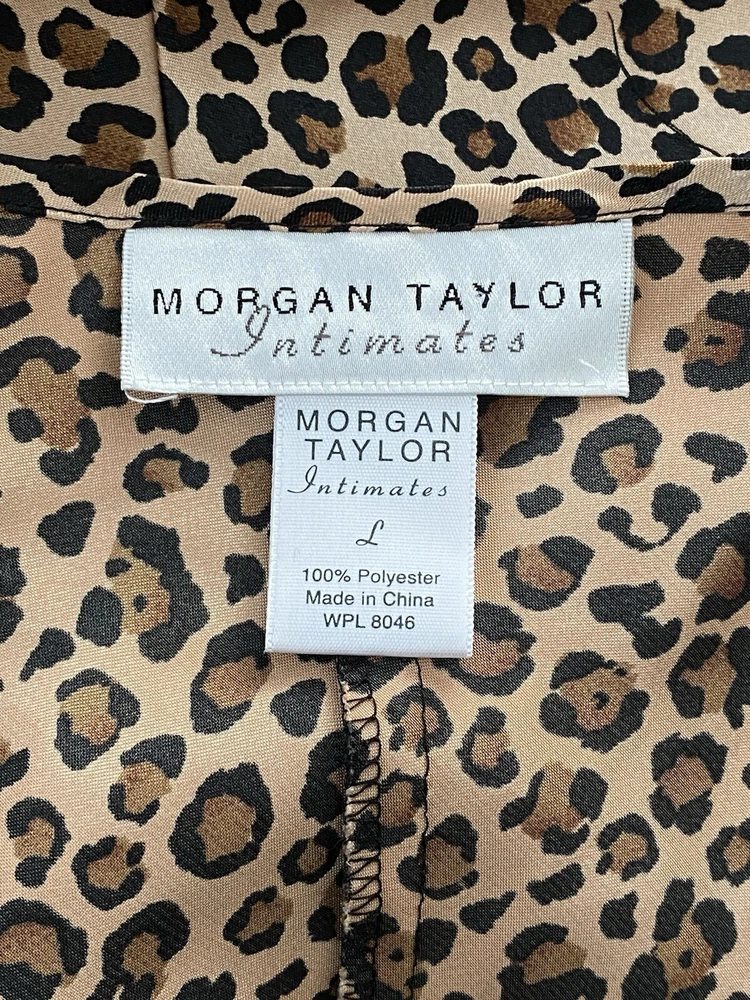 MORGAN TAYLOR
Intimates
MORGAN
TAYLOR
Intimates
L
100% Polyester
Made in China
WPL 8046